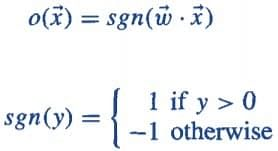 o(x⃗) = sgn(w⃗ · x⃗)
sgn(y) = { 1 if y > 0
-1 otherwise